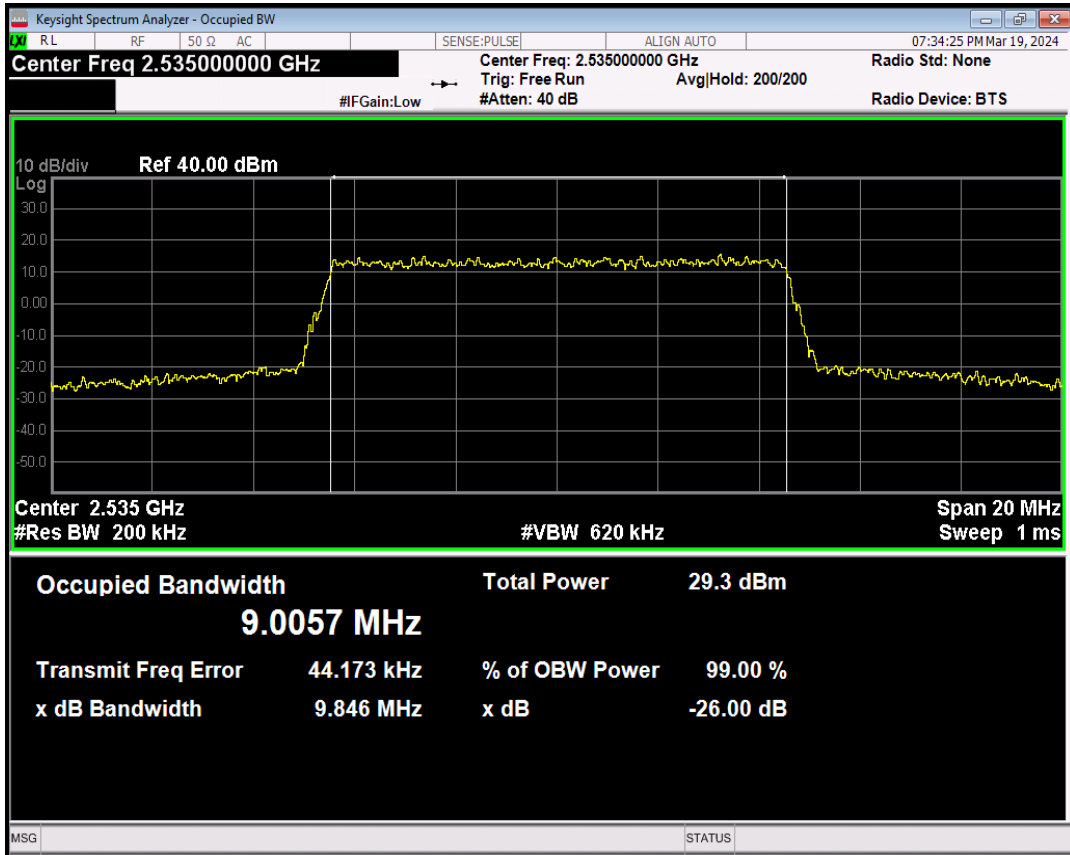 Keysight Spectrum Analyzer - Occupied BW
LXI RL RF 50 Ω AC SENSE:PULSE ALIGN AUTO 07:34:25 PM Mar 19, 2024
Center Freq 2.535000000 GHz Center Freq: 2.535000000 GHz Radio Std: None
Trig: Free Run Avg|Hold: 200/200
#IFGain:Low #Atten: 40 dB Radio Device: BTS
10 dB/div Ref 40.00 dBm
Log
30.0
20.0
10.0
0.00
-10.0
-20.0
-30.0
-40.0
-50.0
Center 2.535 GHz Span 20 MHz
#Res BW 200 kHz #VBW 620 kHz Sweep 1 ms
Occupied Bandwidth Total Power 29.3 dBm
9.0057 MHz
Transmit Freq Error 44.173 kHz % of OBW Power 99.00 %
x dB Bandwidth 9.846 MHz x dB -26.00 dB
MSG STATUS